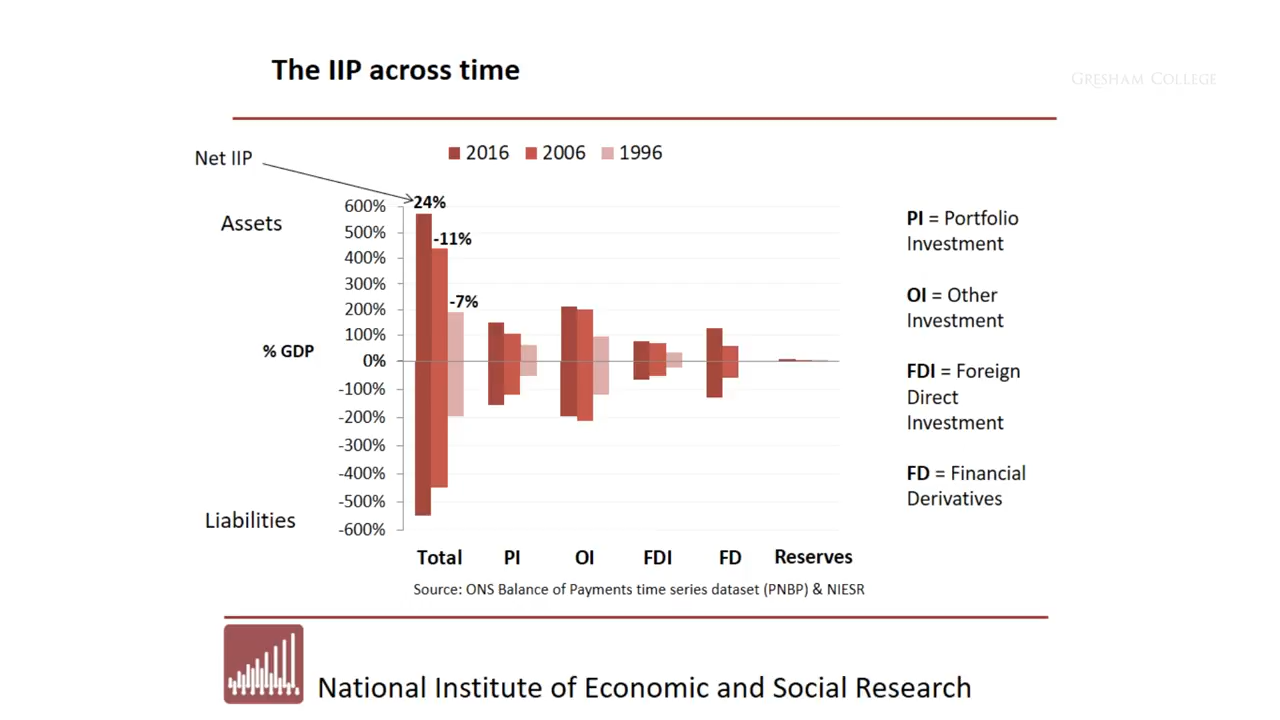 The IIP across time
GRESHAM COLLEGE
Net IIP
2016 2006 1996
24%
-11%
-7%
Assets
% GDP
Liabilities
600%
500%
400%
300%
200%
100%
0%
-100%
-200%
-300%
-400%
-500%
-600%
Total PI OI FDI FD Reserves
PI = Portfolio
Investment
OI = Other
Investment
FDI = Foreign
Direct
Investment
FD = Financial
Derivatives
Source: ONS Balance of Payments time series dataset (PNBP) & NIESR
National Institute of Economic and Social Research